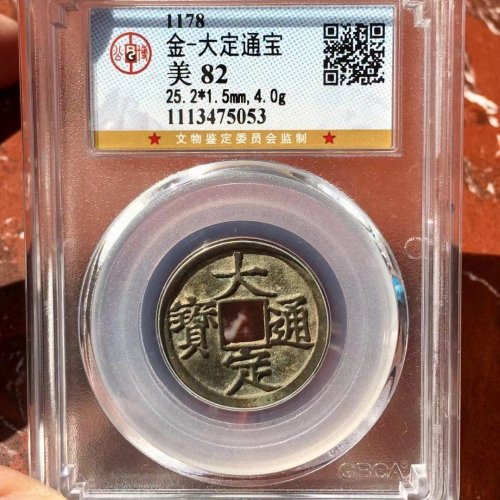 1178
金-大定通宝
美 82
25.2*1.5mm,4.0g
1113475053
★ 文物鉴定委员会监制 ★
大定通寶
GBCA